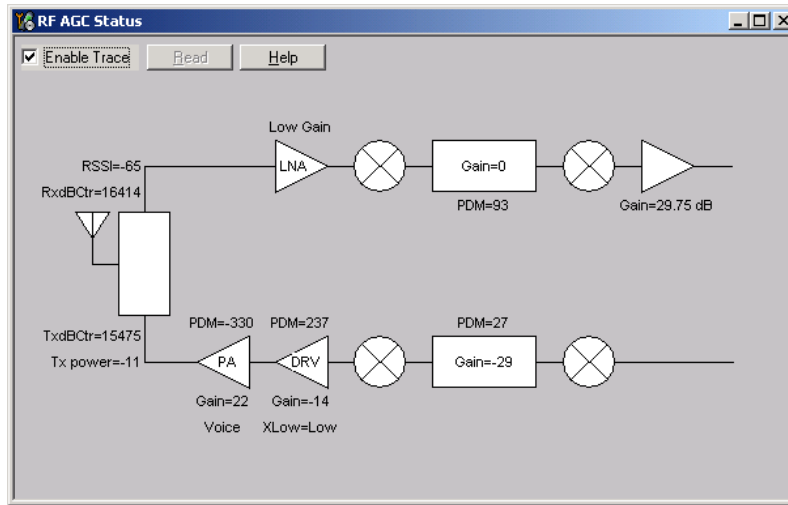 RF AGC Status
Enable Trace
Read
Help
Low Gain
RSSI=-65
LNA
Gain=0
RxdBCtr=16414
PDM=93
Gain=29.75 dB
TxdBCtr=15475
PDM=-330
PDM=237
PDM=27
Tx power=-11
PA
DRV
Gain=-29
Gain=22
Gain=-14
Voice
XLow=Low